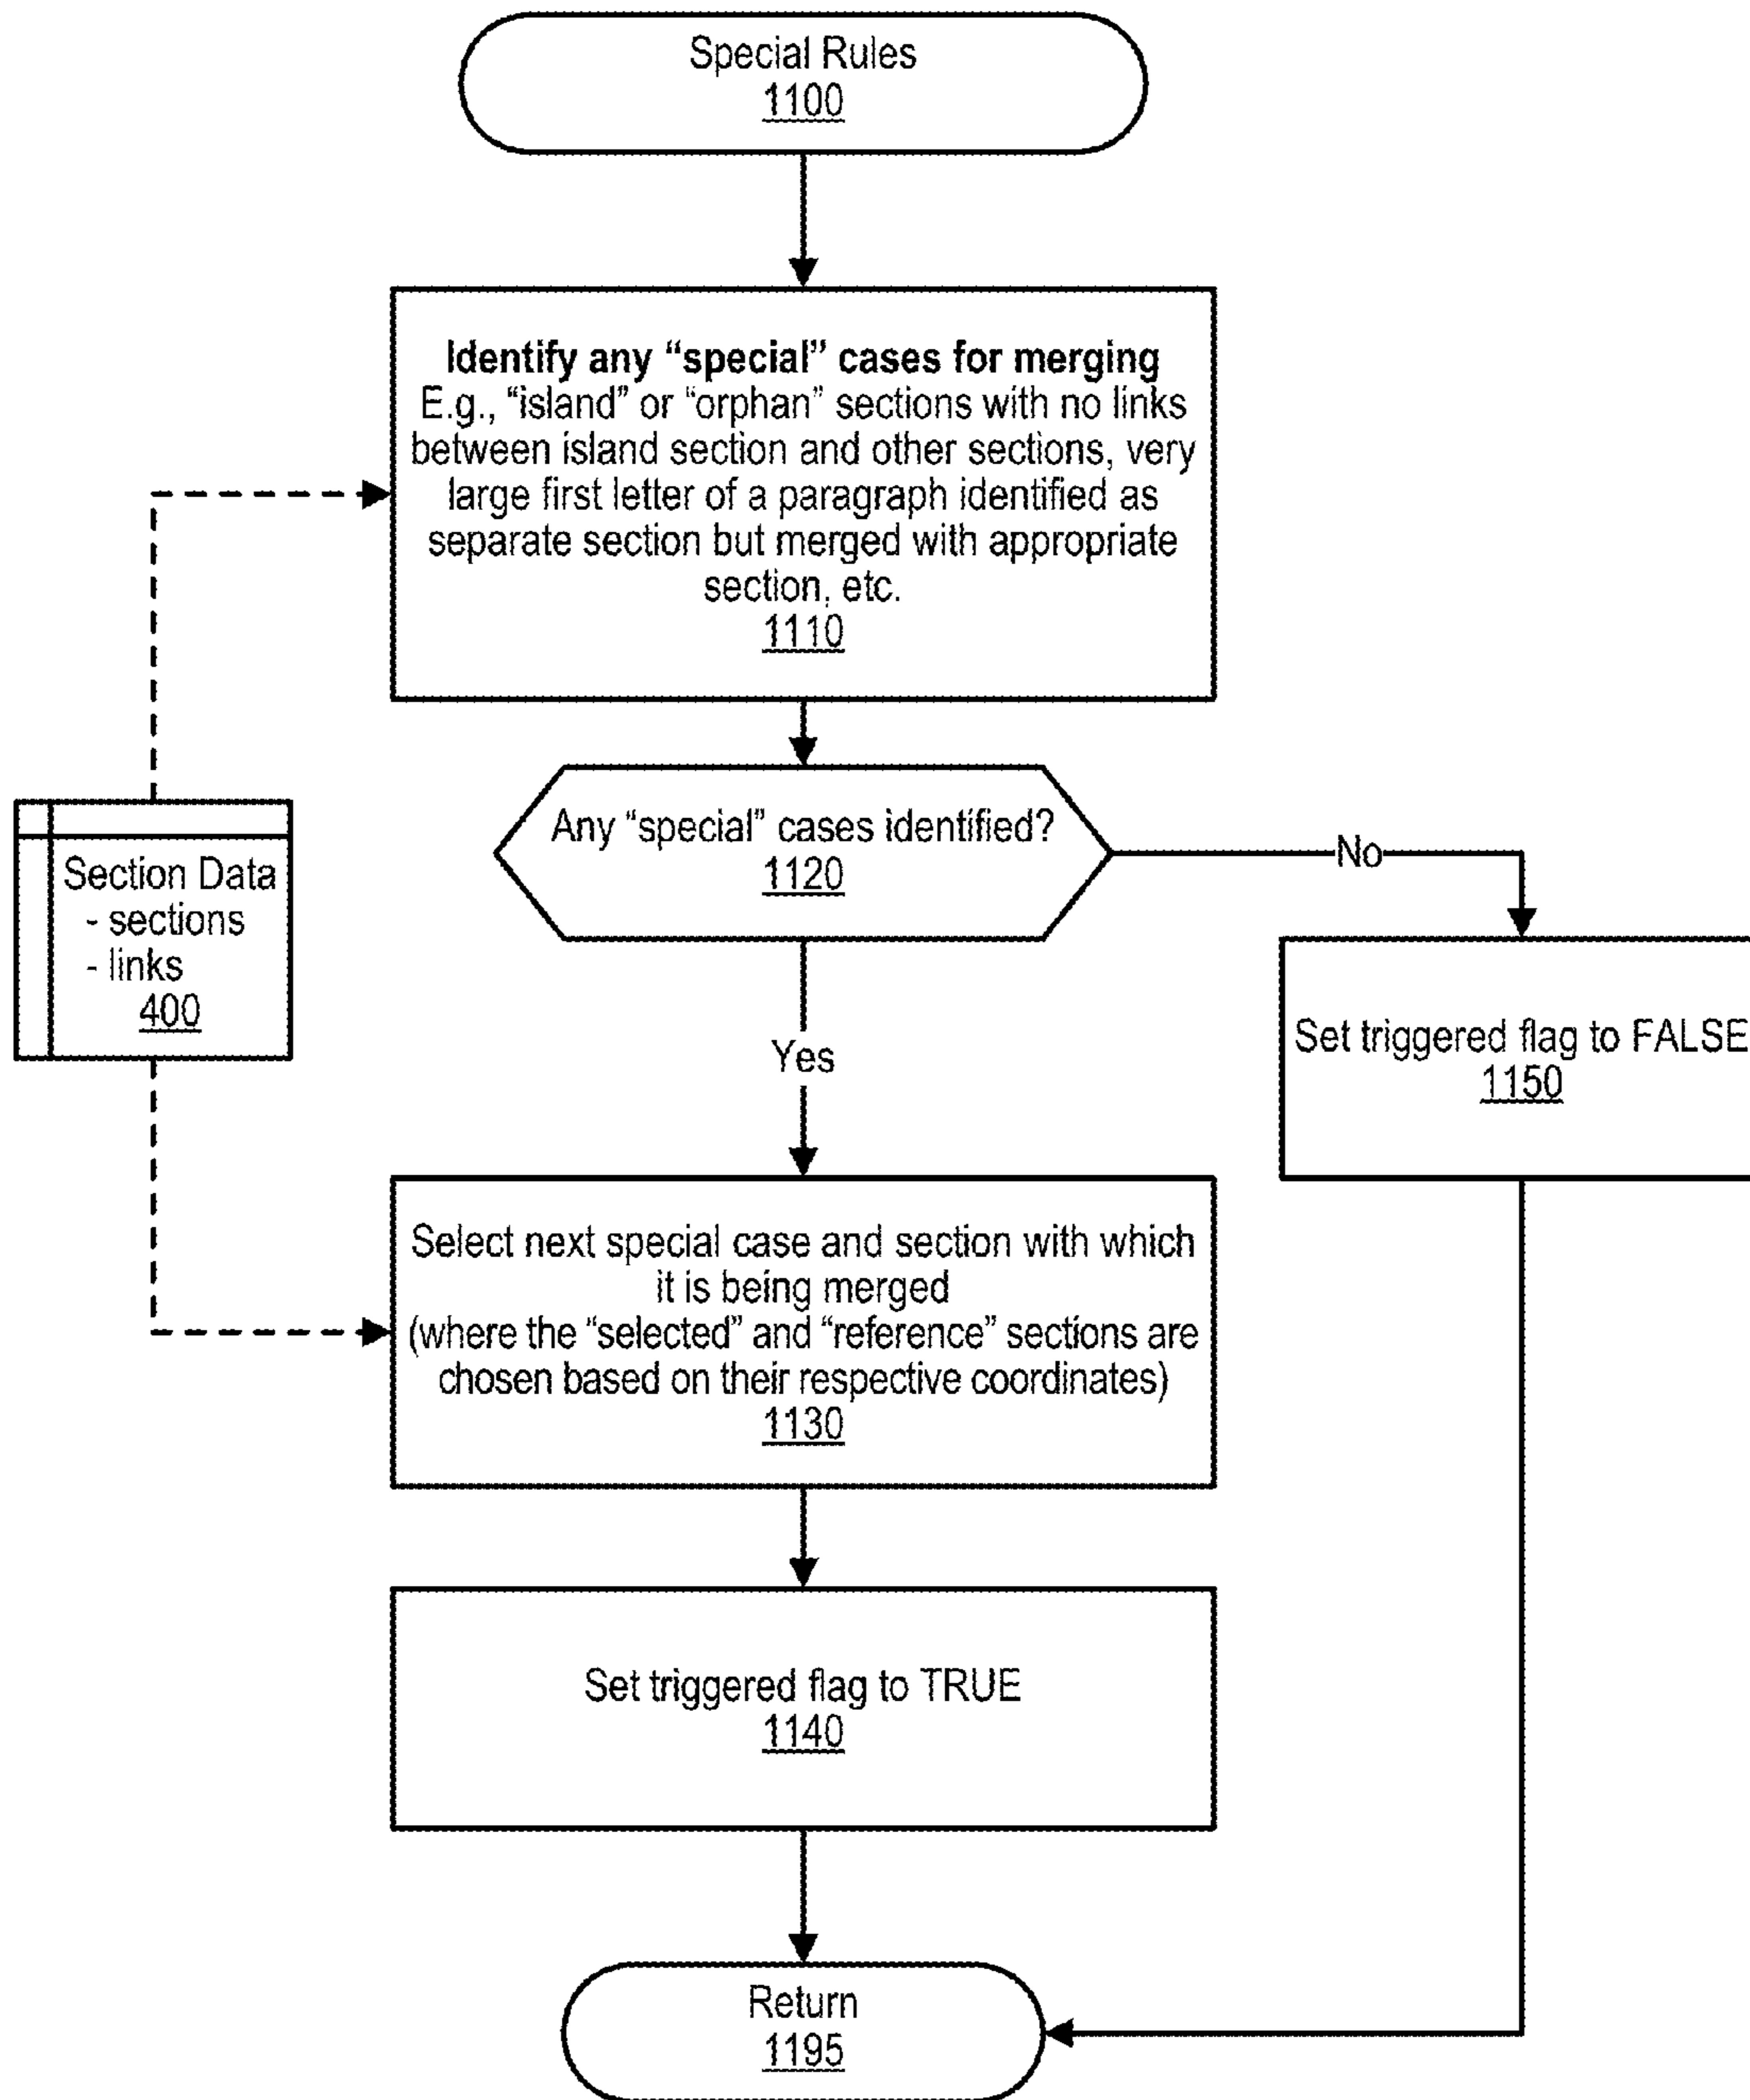 Special Rules
1100
Identify any “special” cases for merging
E.g., “island” or “orphan” sections with no links
between island section and other sections, very
large first letter of a paragraph identified as
separate section but merged with appropriate
section, etc.
1110
Any “special” cases identified?
1120
No
Section Data
- sections
- links
400
Set triggered flag to FALSE
1150
Yes
Select next special case and section with which
it is being merged
(where the “selected” and “reference” sections are
chosen based on their respective coordinates)
1130
Set triggered flag to TRUE
1140
Return
1195